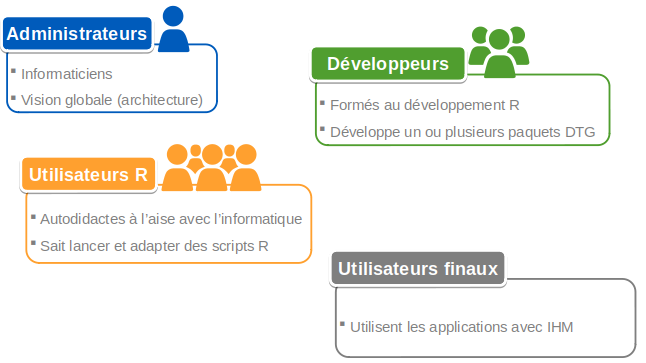 Administrateurs
Informaticiens
Vision globale (architecture)
Développeurs
Formés au développement R
Développe un ou plusieurs paquets DTG
Utilisateurs R
Autodidactes à l'aise avec l'informatique
Sait lancer et adapter des scripts R
Utilisateurs finaux
Utilisent les applications avec IHM